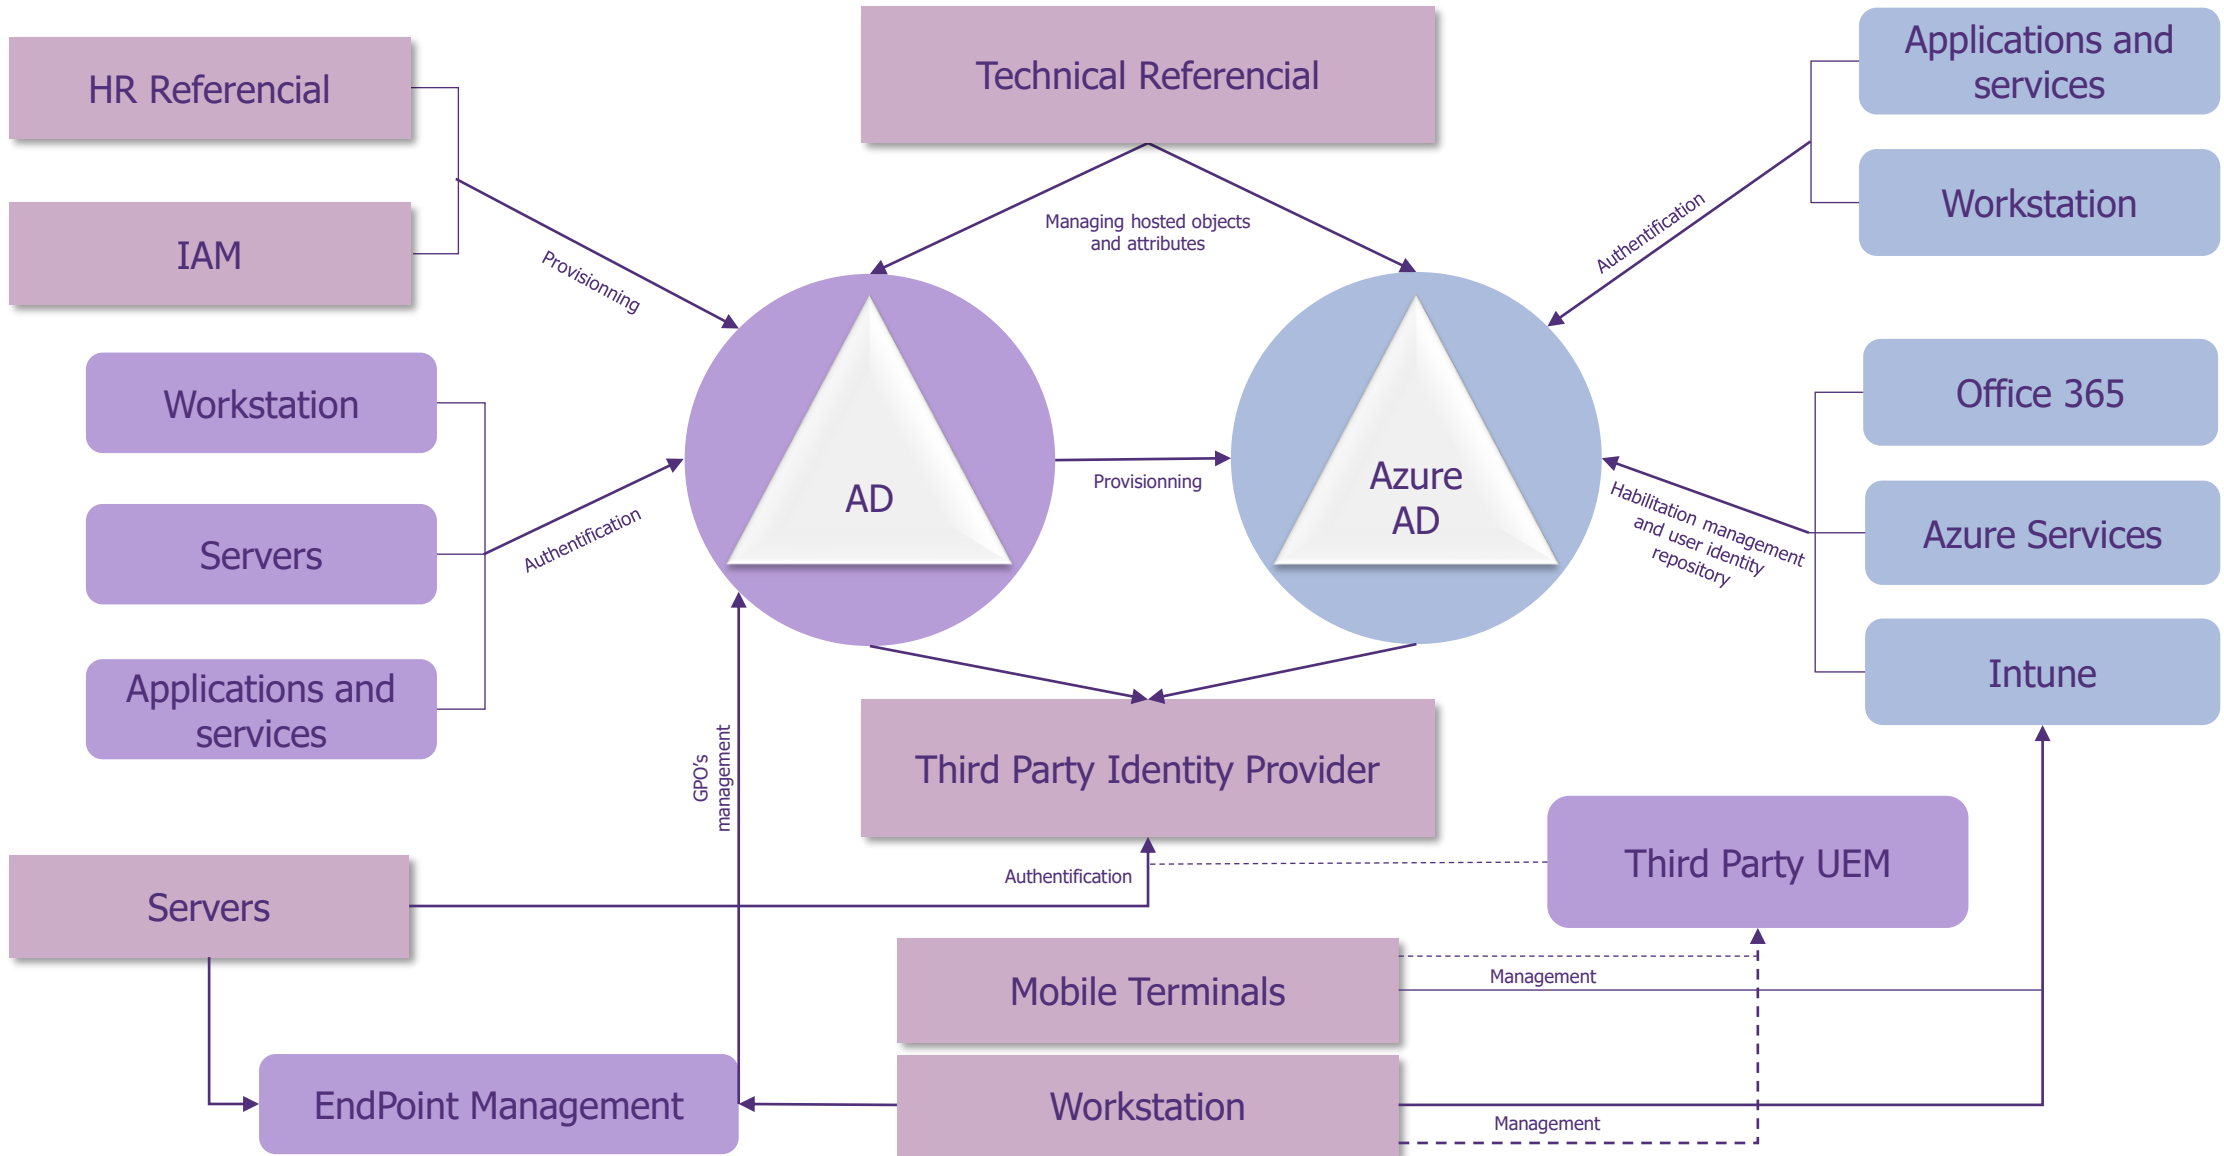 HR Referencial
Technical Referencial
Applications and
services
Workstation
IAM
Provisionning
Managing hosted objects
and attributes
Authentification
Workstation
Servers
Applications and
services
Authentification
AD
Provisionning
Azure
AD
Office 365
Azure Services
Intune
Habilitation management
and user identity
repository
GPO's
management
Third Party Identity Provider
Third Party UEM
Authentification
Servers
Mobile Terminals
Management
EndPoint Management
Workstation
Management